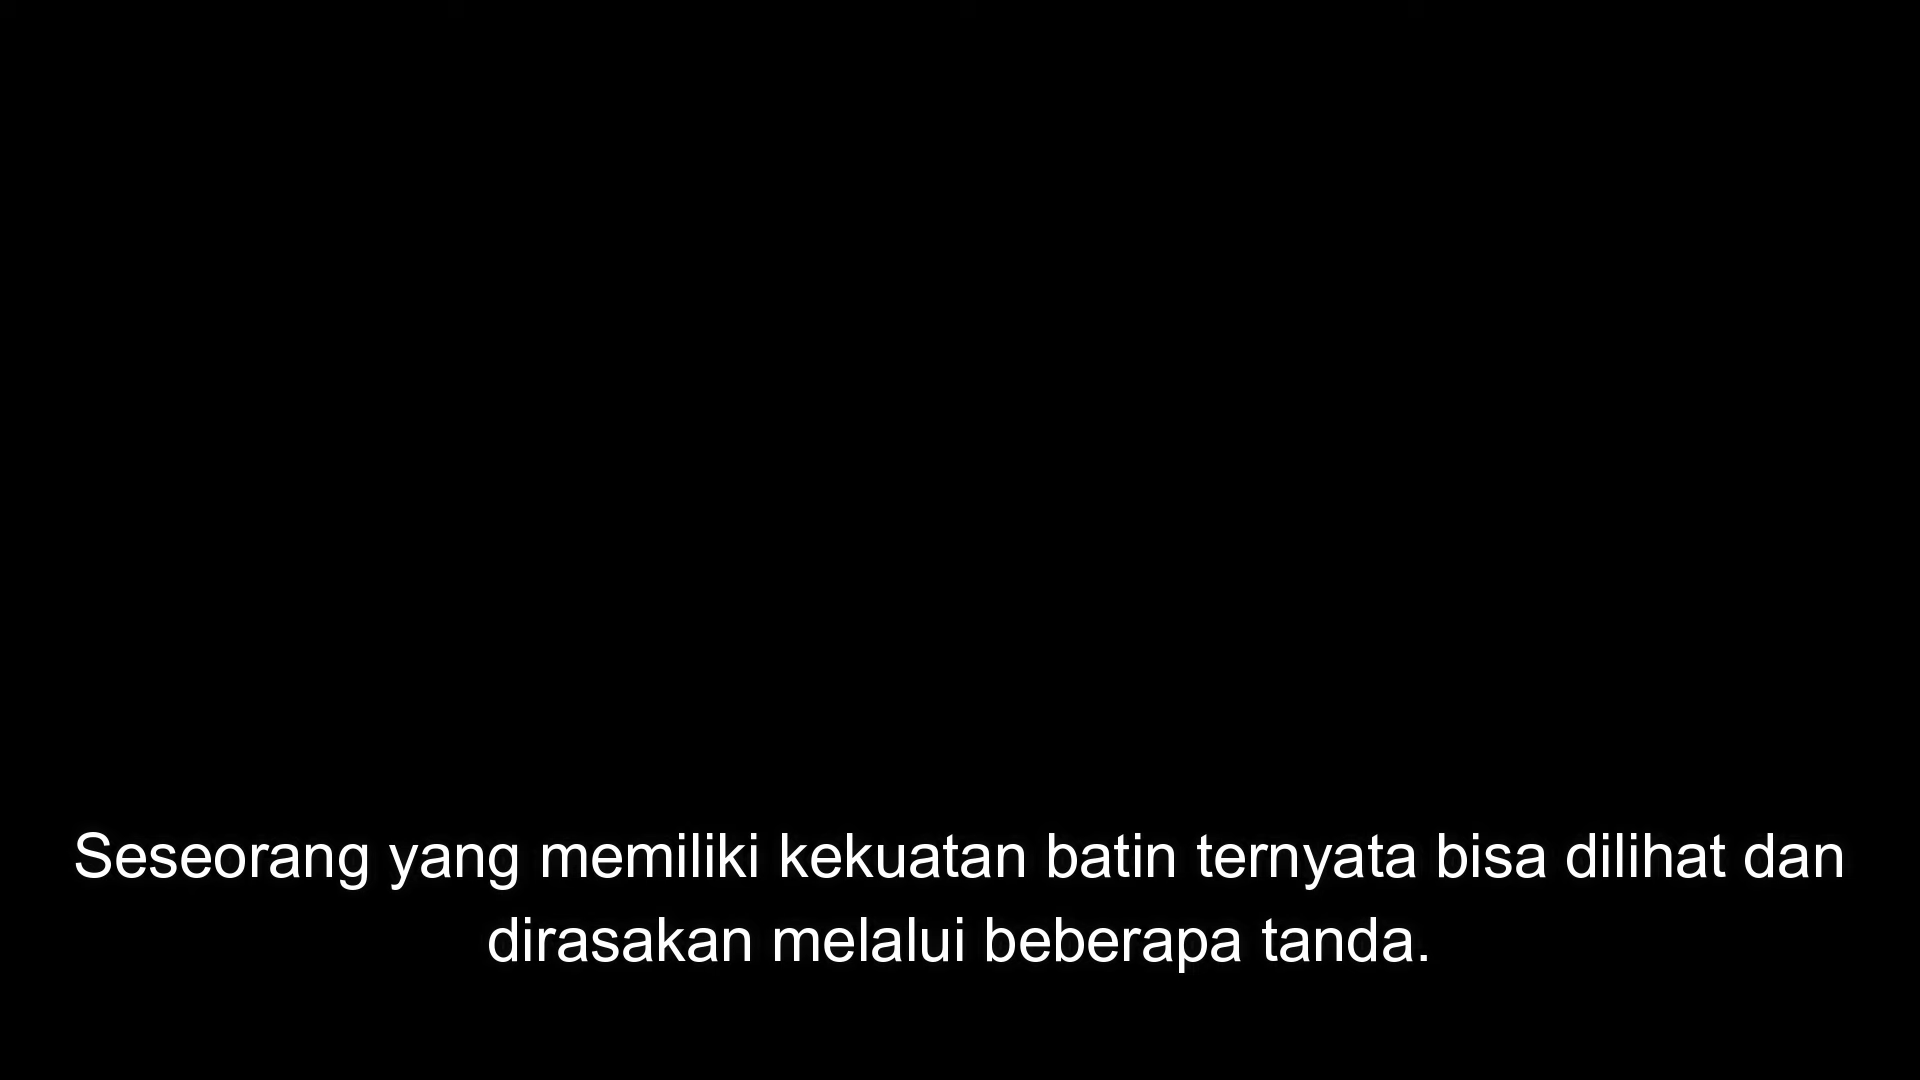 Seseorang yang memiliki kekuatan batin ternyata bisa dilihat dan
dirasakan melalui beberapa tanda.